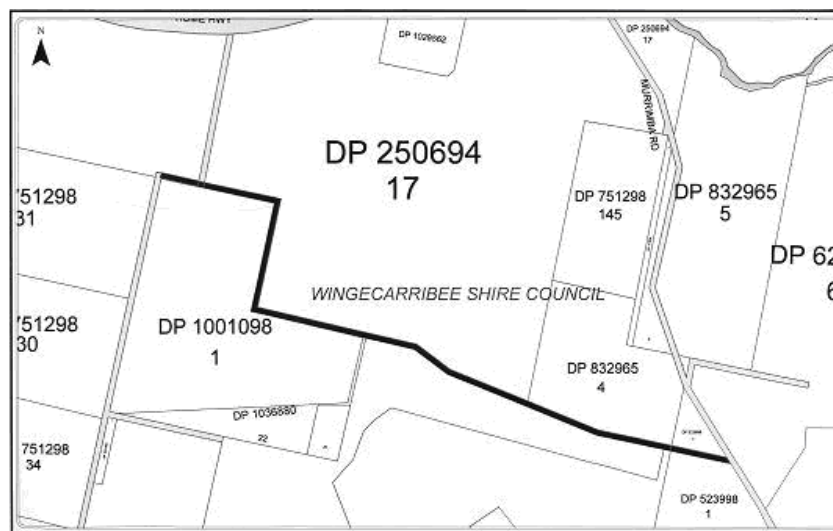 N
HOME HWY
DP 1029862
DP 250694
17
MURRIMBA RD
DP 250694
17
751298
31
DP 751298
145
DP 832965
5
DP 62
6
WINGECARRIBEE SHIRE COUNCIL
751298
30
DP 1001098
1
DP 832965
4
DP 1036880
22
751298
34
DP 523998
1